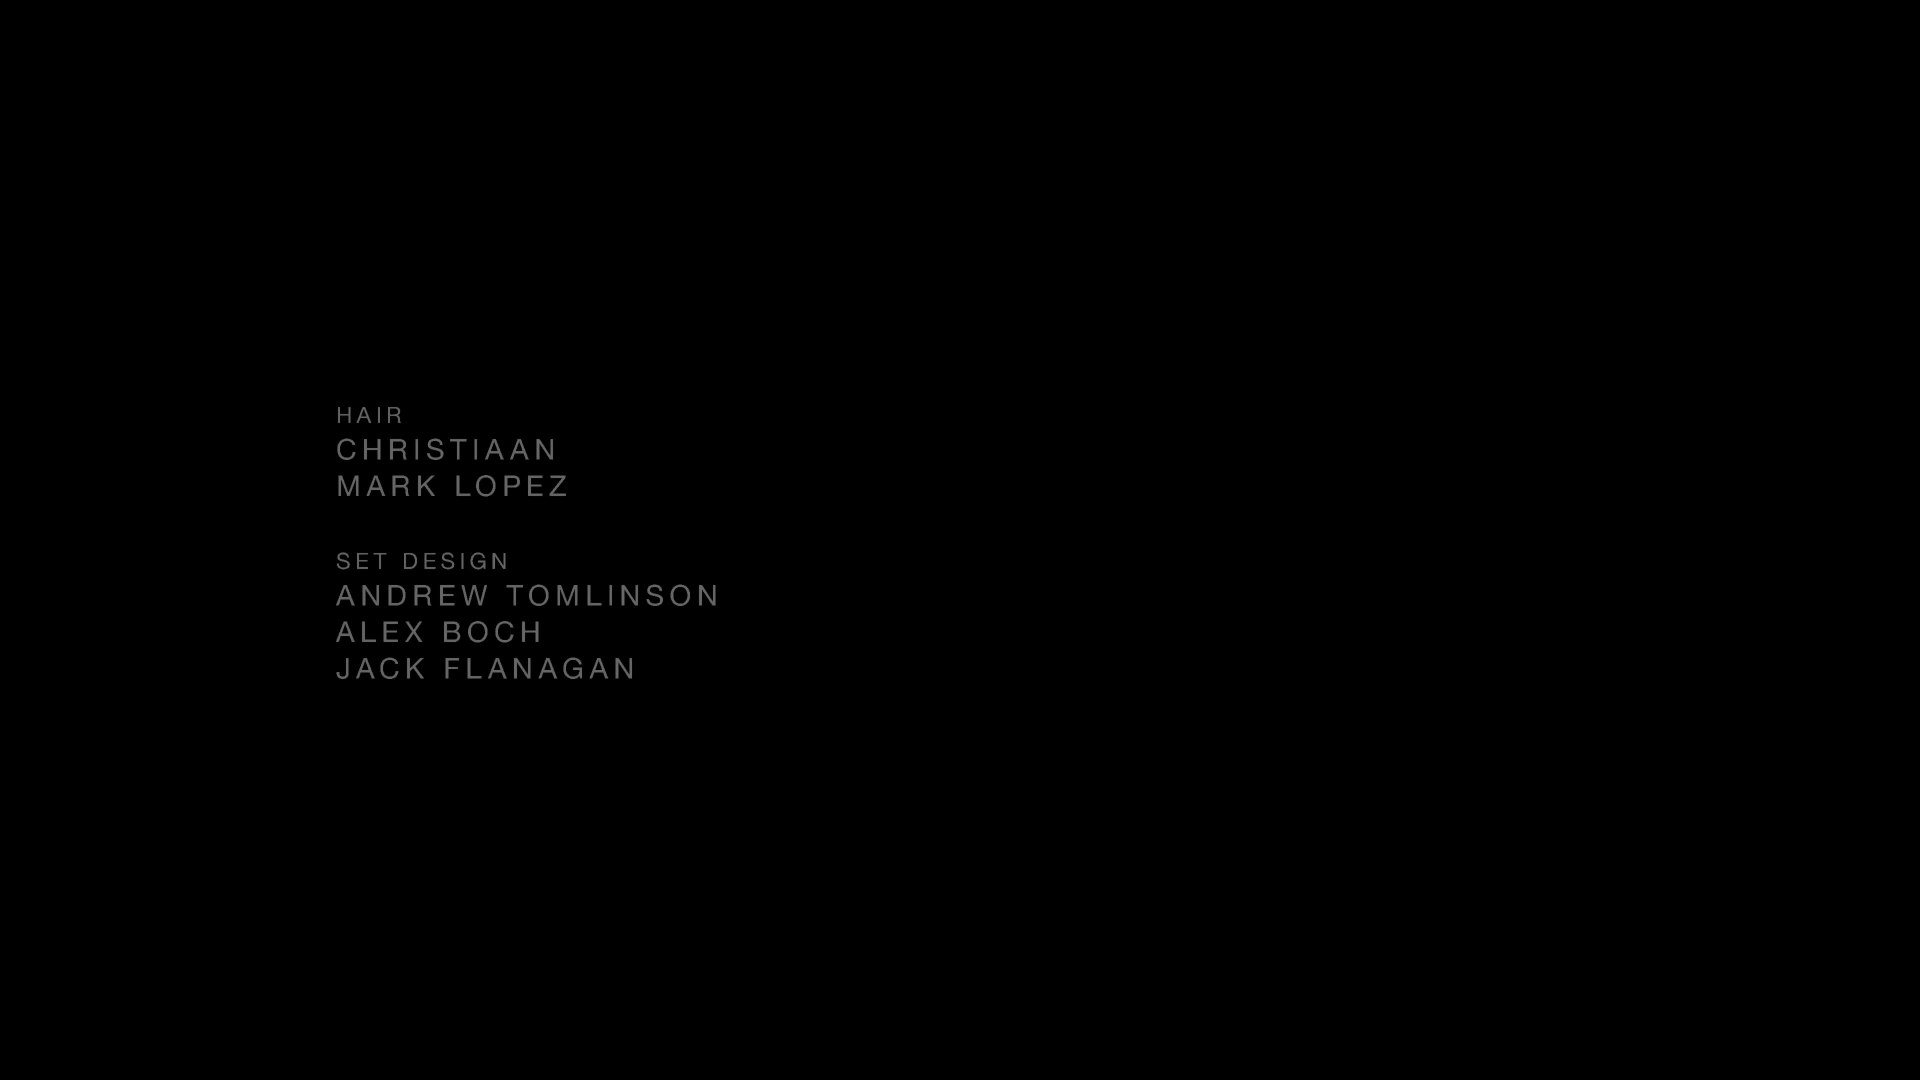 HAIR
CHRISTIAAN
MARK LOPEZ
SET DESIGN
ANDREW TOMLINSON
ALEX BOCH
JACK FLANAGAN